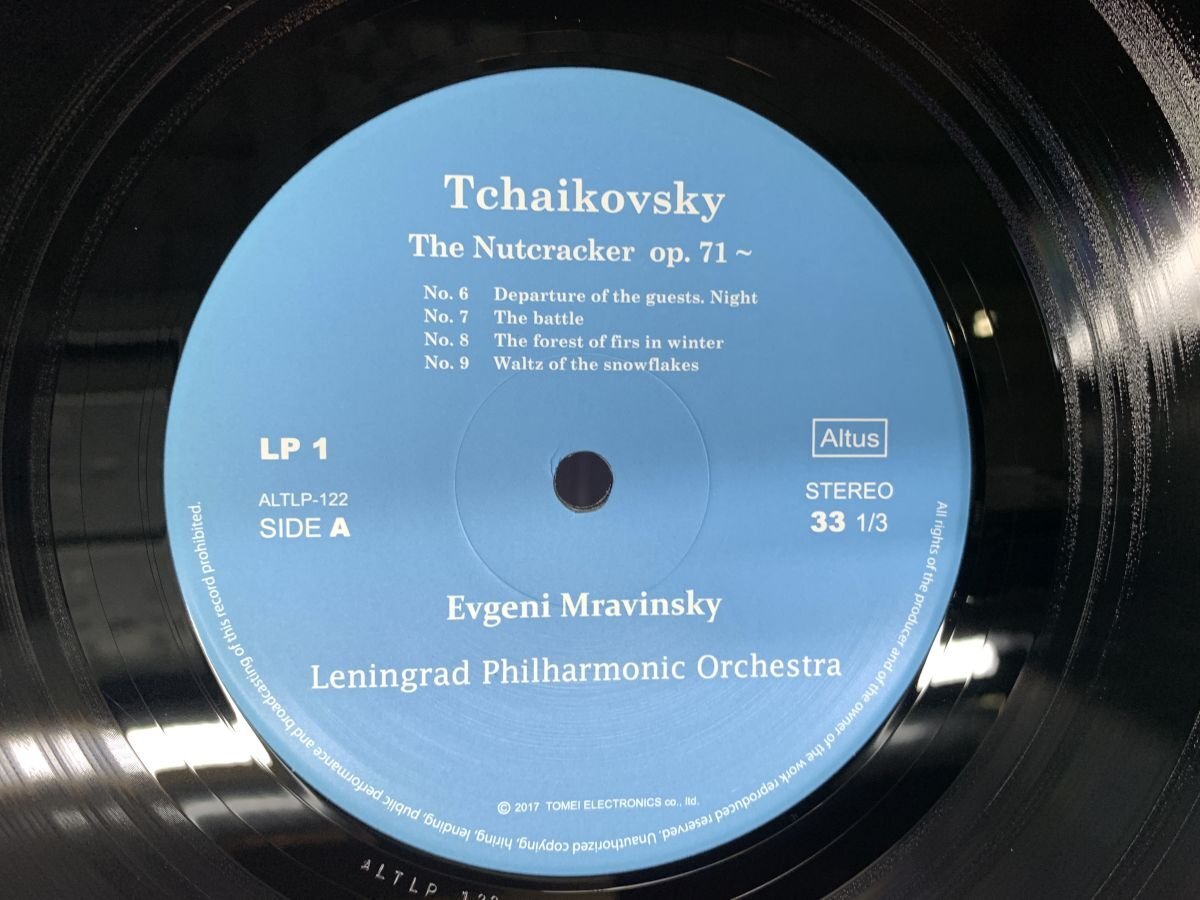 Tchaikovsky
The Nutcracker op. 71 ~
No. 6 Departure of the guests. Night
No. 7 The battle
No. 8 The forest of firs in winter
No. 9 Waltz of the snowflakes
LP 1
ALTLP-122
SIDE A
Altus
STEREO
33 1/3
Evgeni Mravinsky
Leningrad Philharmonic Orchestra
© 2017 TOMEI ELECTRONICS co., ltd.
All rights of the producer and of the owner of the work reproduced reserved. Unauthorized copying, hiring, lending, public performance and broadcasting of this record prohibited.
ALTLP 122